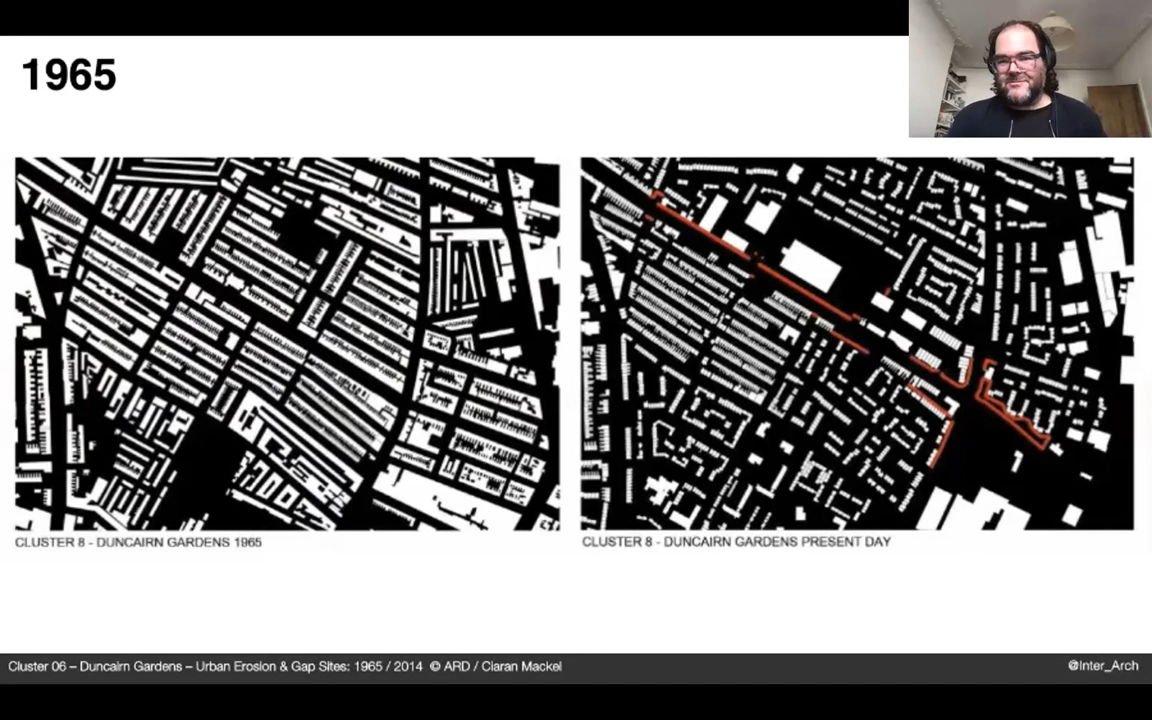 1965
CLUSTER 8 - DUNCAIRN GARDENS 1965
CLUSTER 8 - DUNCAIRN GARDENS PRESENT DAY
Cluster 06 – Duncairn Gardens – Urban Erosion & Gap Sites: 1965 / 2014 © ARD / Ciaran Mackel
@Inter_Arch